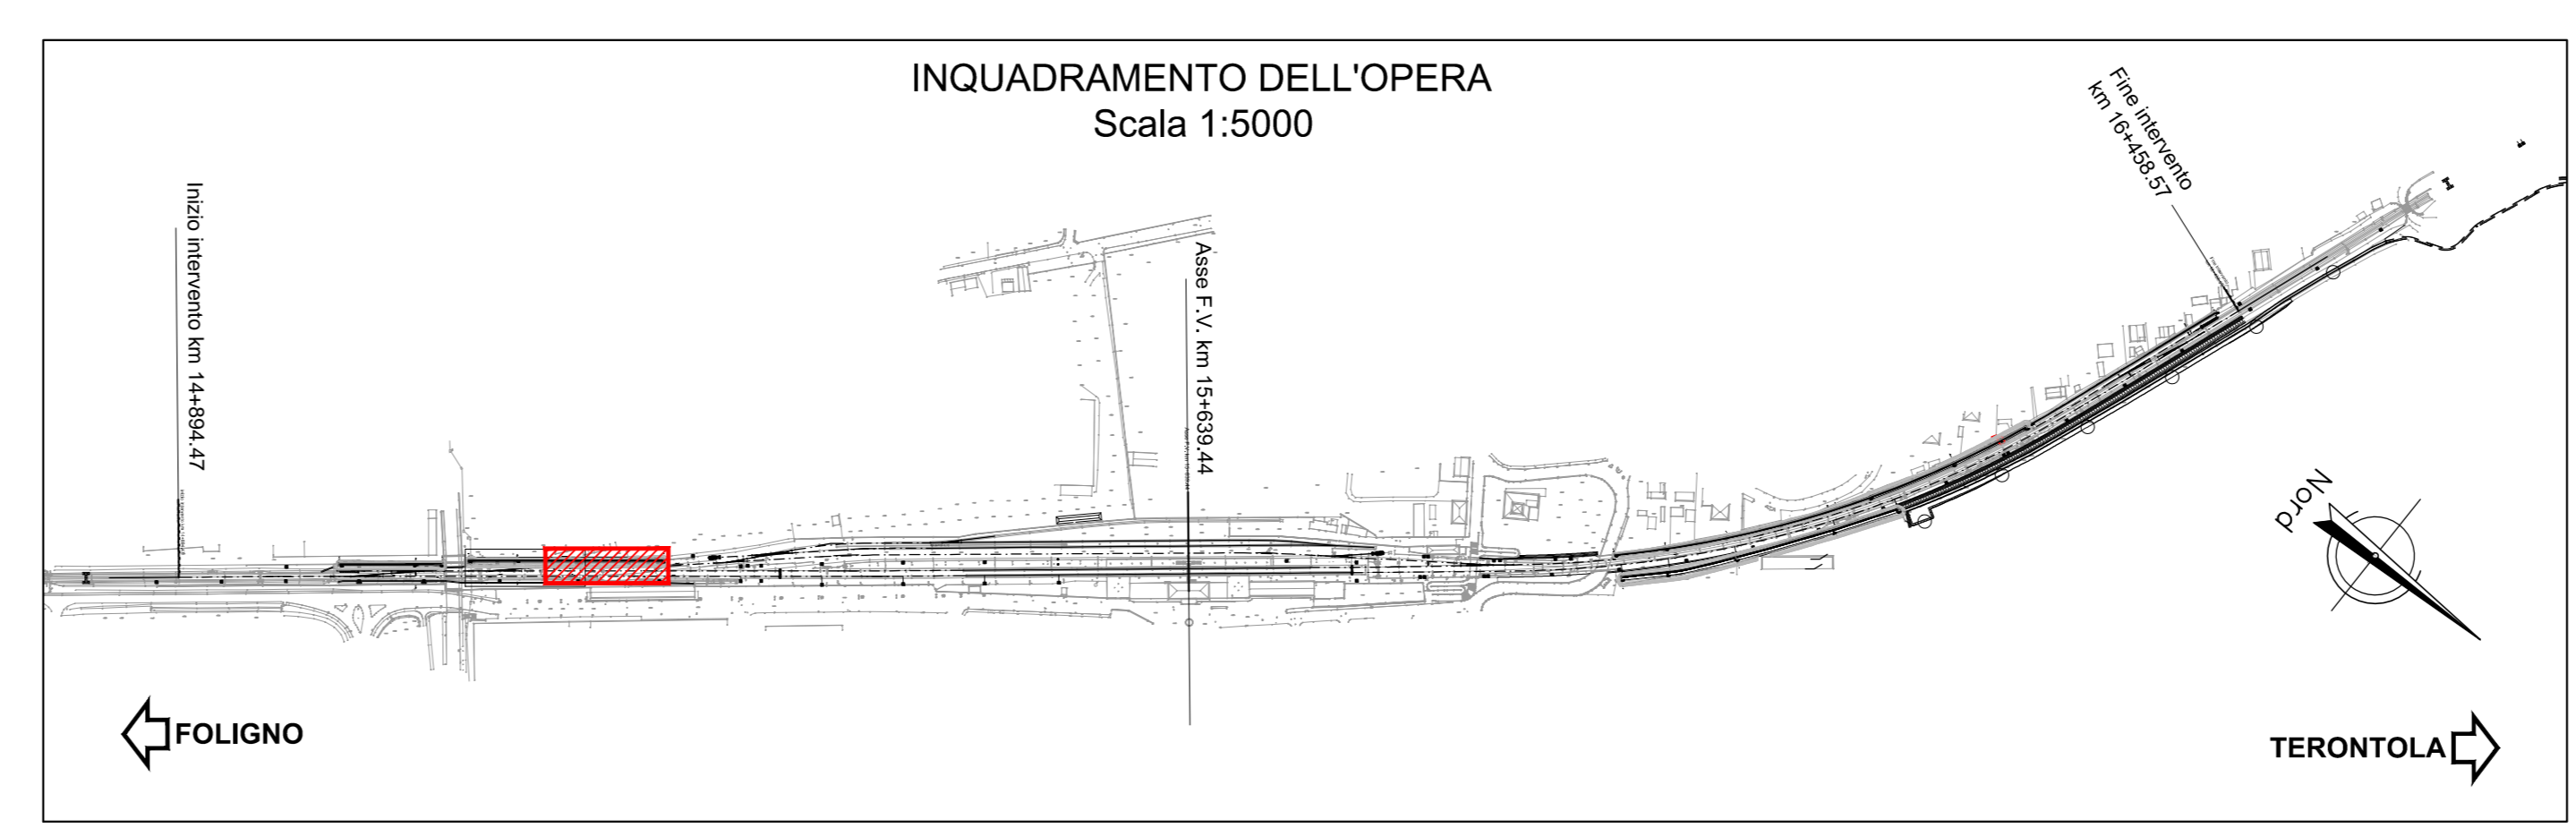 INQUADRAMENTO DELL'OPERA
Scala 1:5000
Inizio intervento km 14+894.47
Asse F.V. km 15+639.44
Fine intervento
km 16+458.57
Nord
FOLIGNO
TERONTOLA